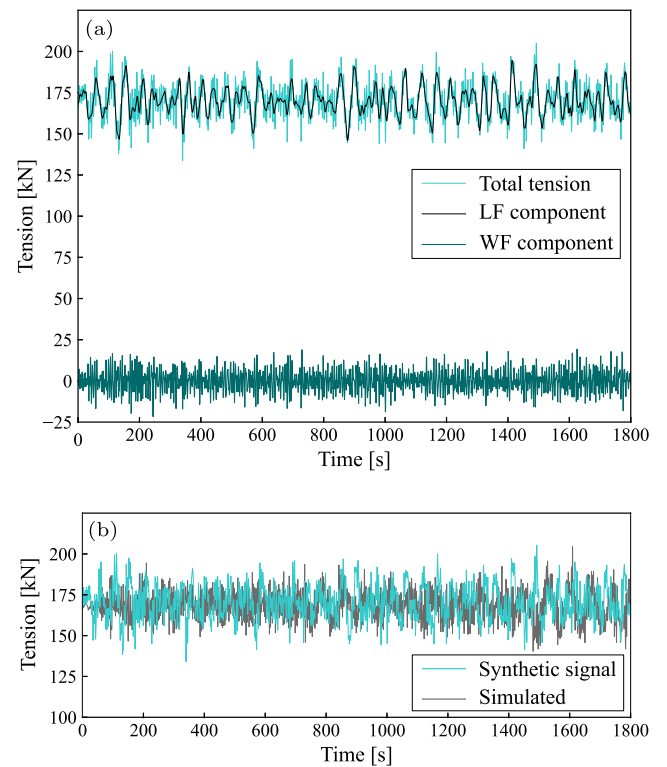 (a)
200
175
150
125
100
75
50
25
0
−25
Tension [kN]
Total tension
LF component
WF component
0 200 400 600 800 1000 1200 1400 1600 1800
Time [s]
(b)
200
175
150
125
100
Tension [kN]
Synthetic signal
Simulated
0 200 400 600 800 1000 1200 1400 1600 1800
Time [s]